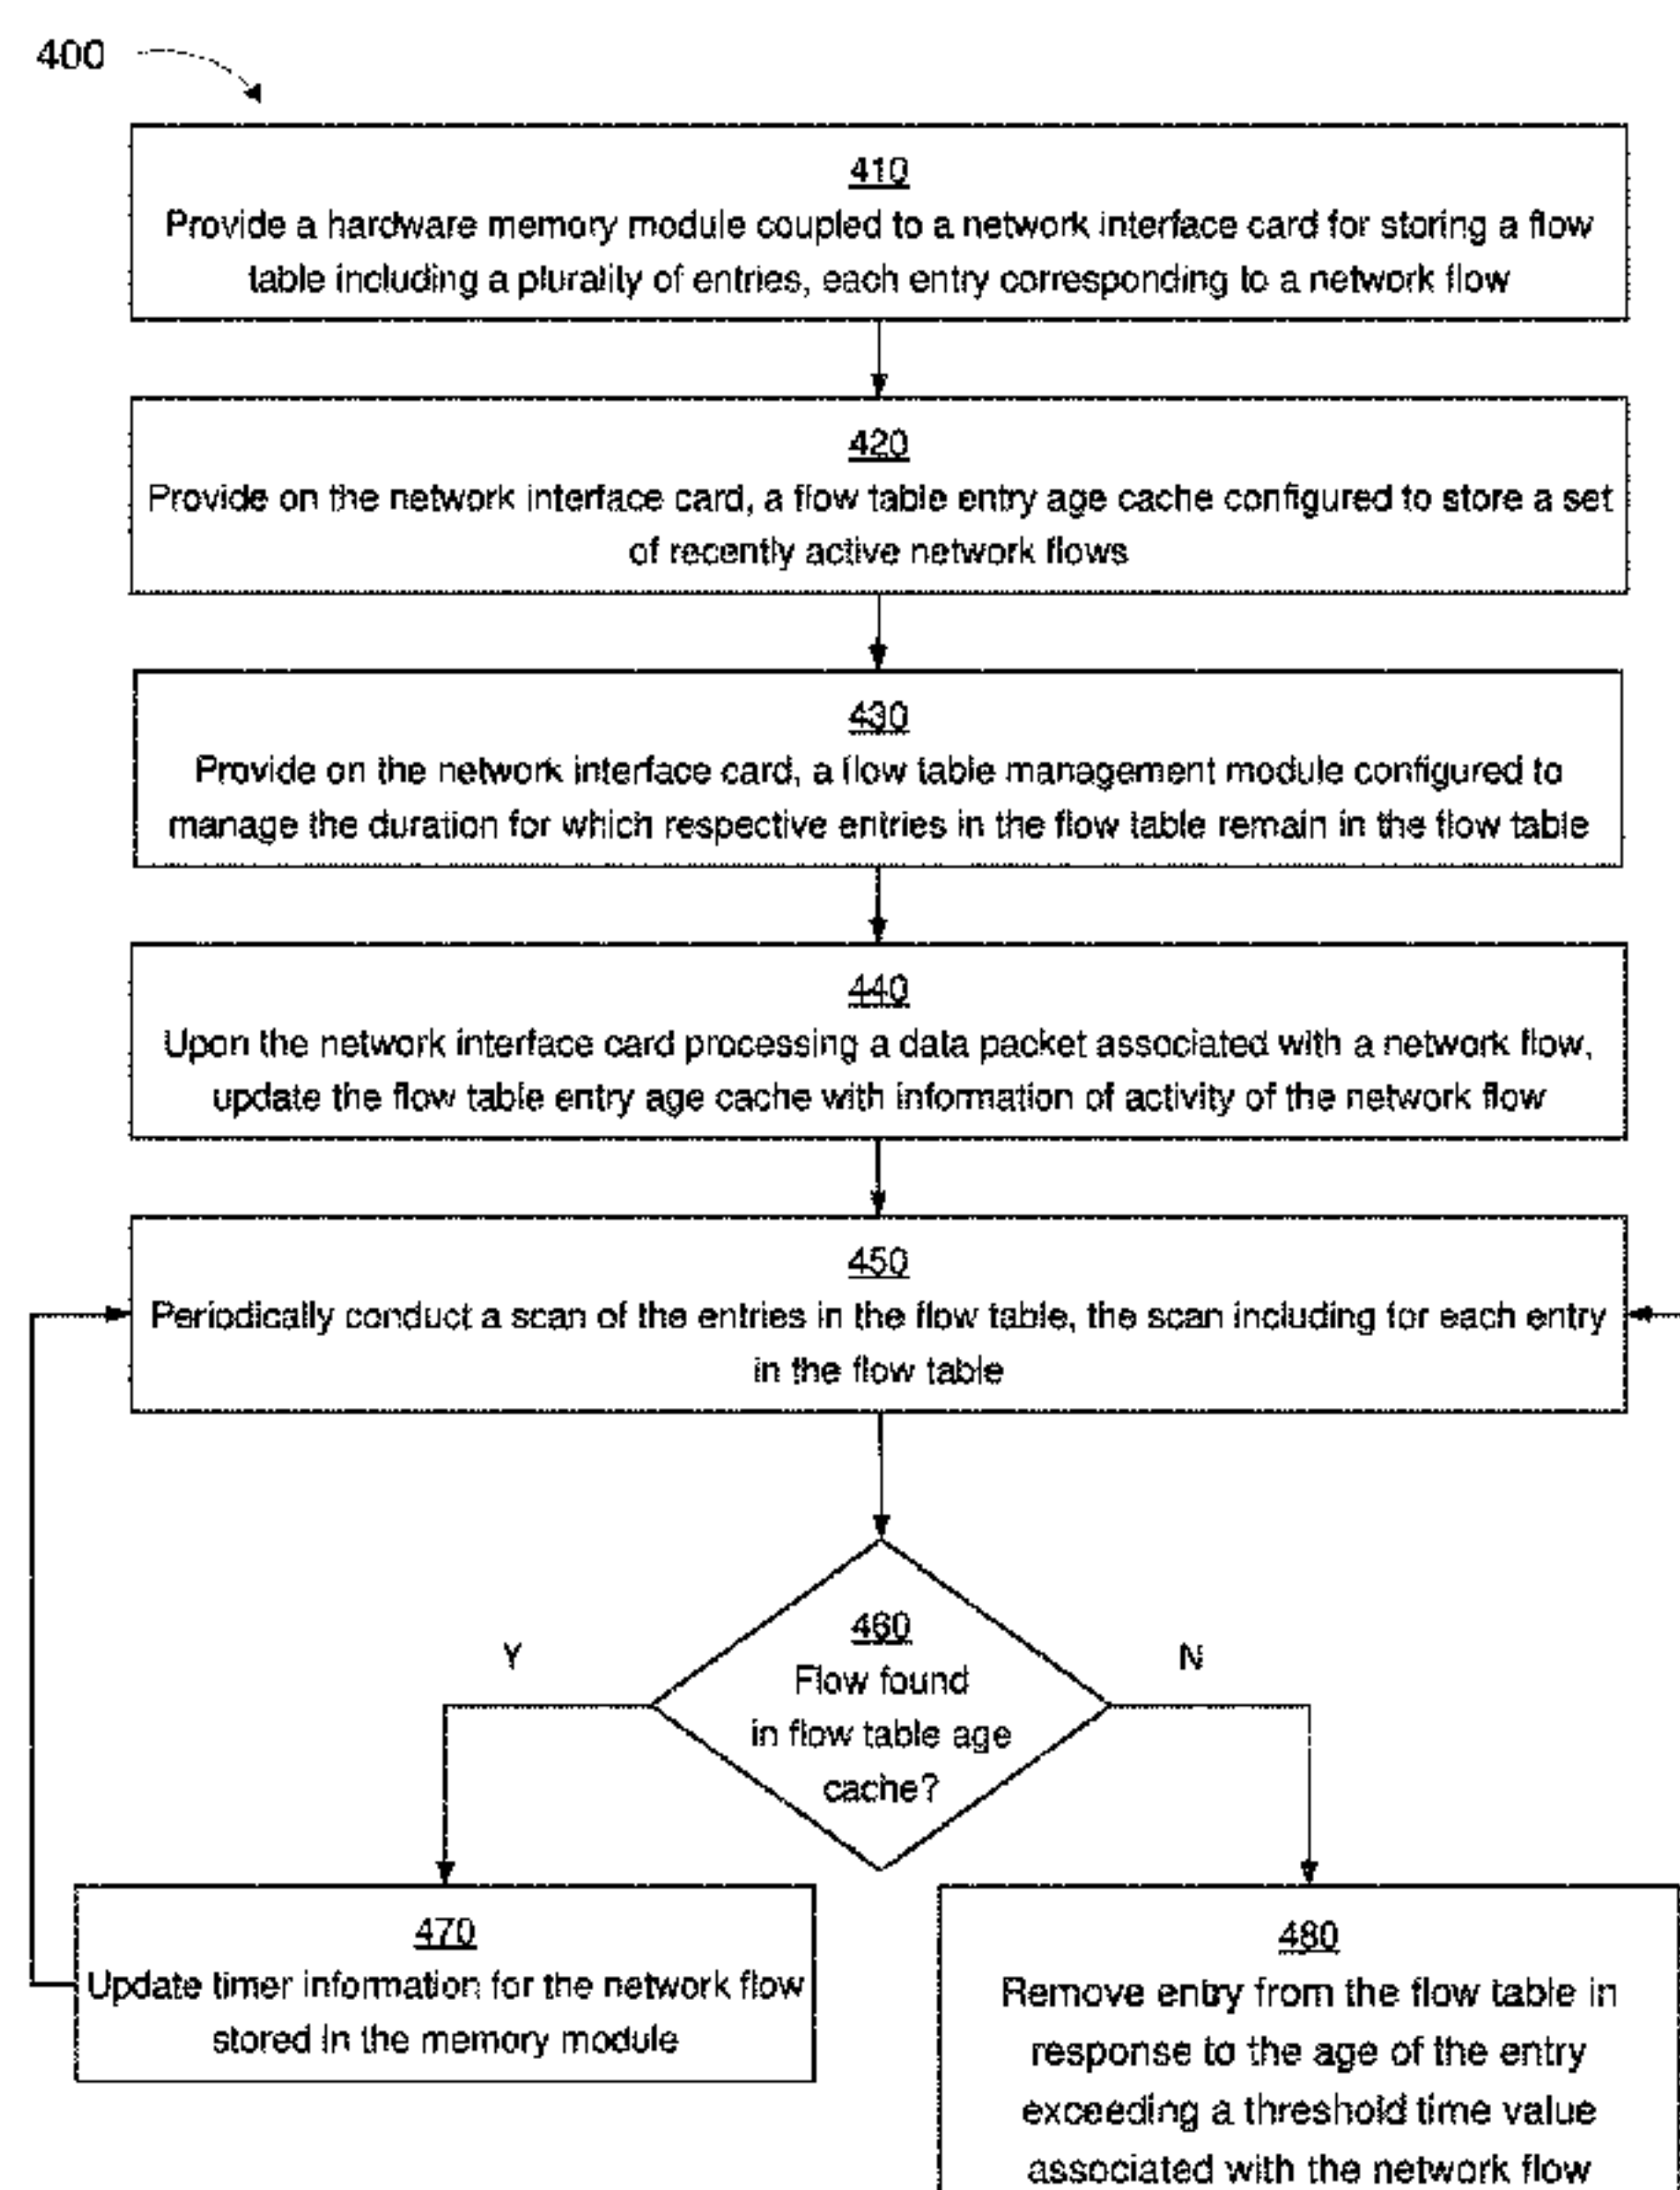 400
410
Provide a hardware memory module coupled to a network interface card for storing a flow
table including a plurality of entries, each entry corresponding to a network flow
420
Provide on the network interface card, a flow table entry age cache configured to store a set
of recently active network flows
430
Provide on the network interface card, a flow table management module configured to
manage the duration for which respective entries in the flow table remain in the flow table
440
Upon the network interface card processing a data packet associated with a network flow,
update the flow table entry age cache with information of activity of the network flow
450
Periodically conduct a scan of the entries in the flow table, the scan including for each entry
in the flow table
460
Flow found
in flow table age
cache?
Y
N
470
Update timer information for the network flow
stored in the memory module
480
Remove entry from the flow table in
response to the age of the entry
exceeding a threshold time value
associated with the network flow